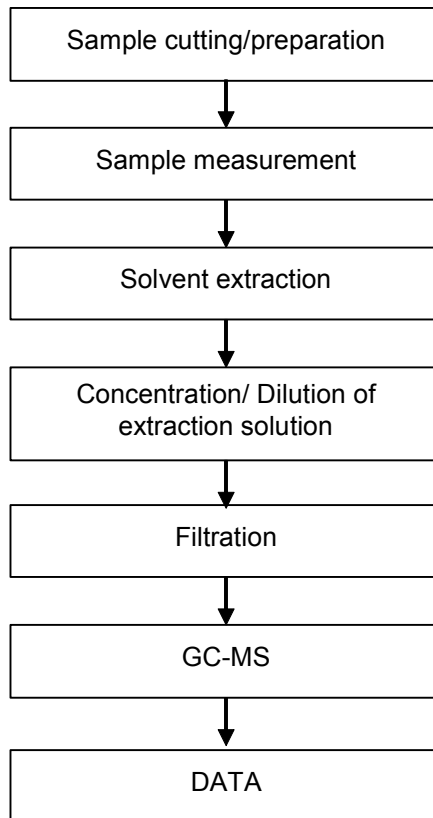 Sample cutting/preparation
Sample measurement
Solvent extraction
Concentration/ Dilution of
extraction solution
Filtration
GC-MS
DATA